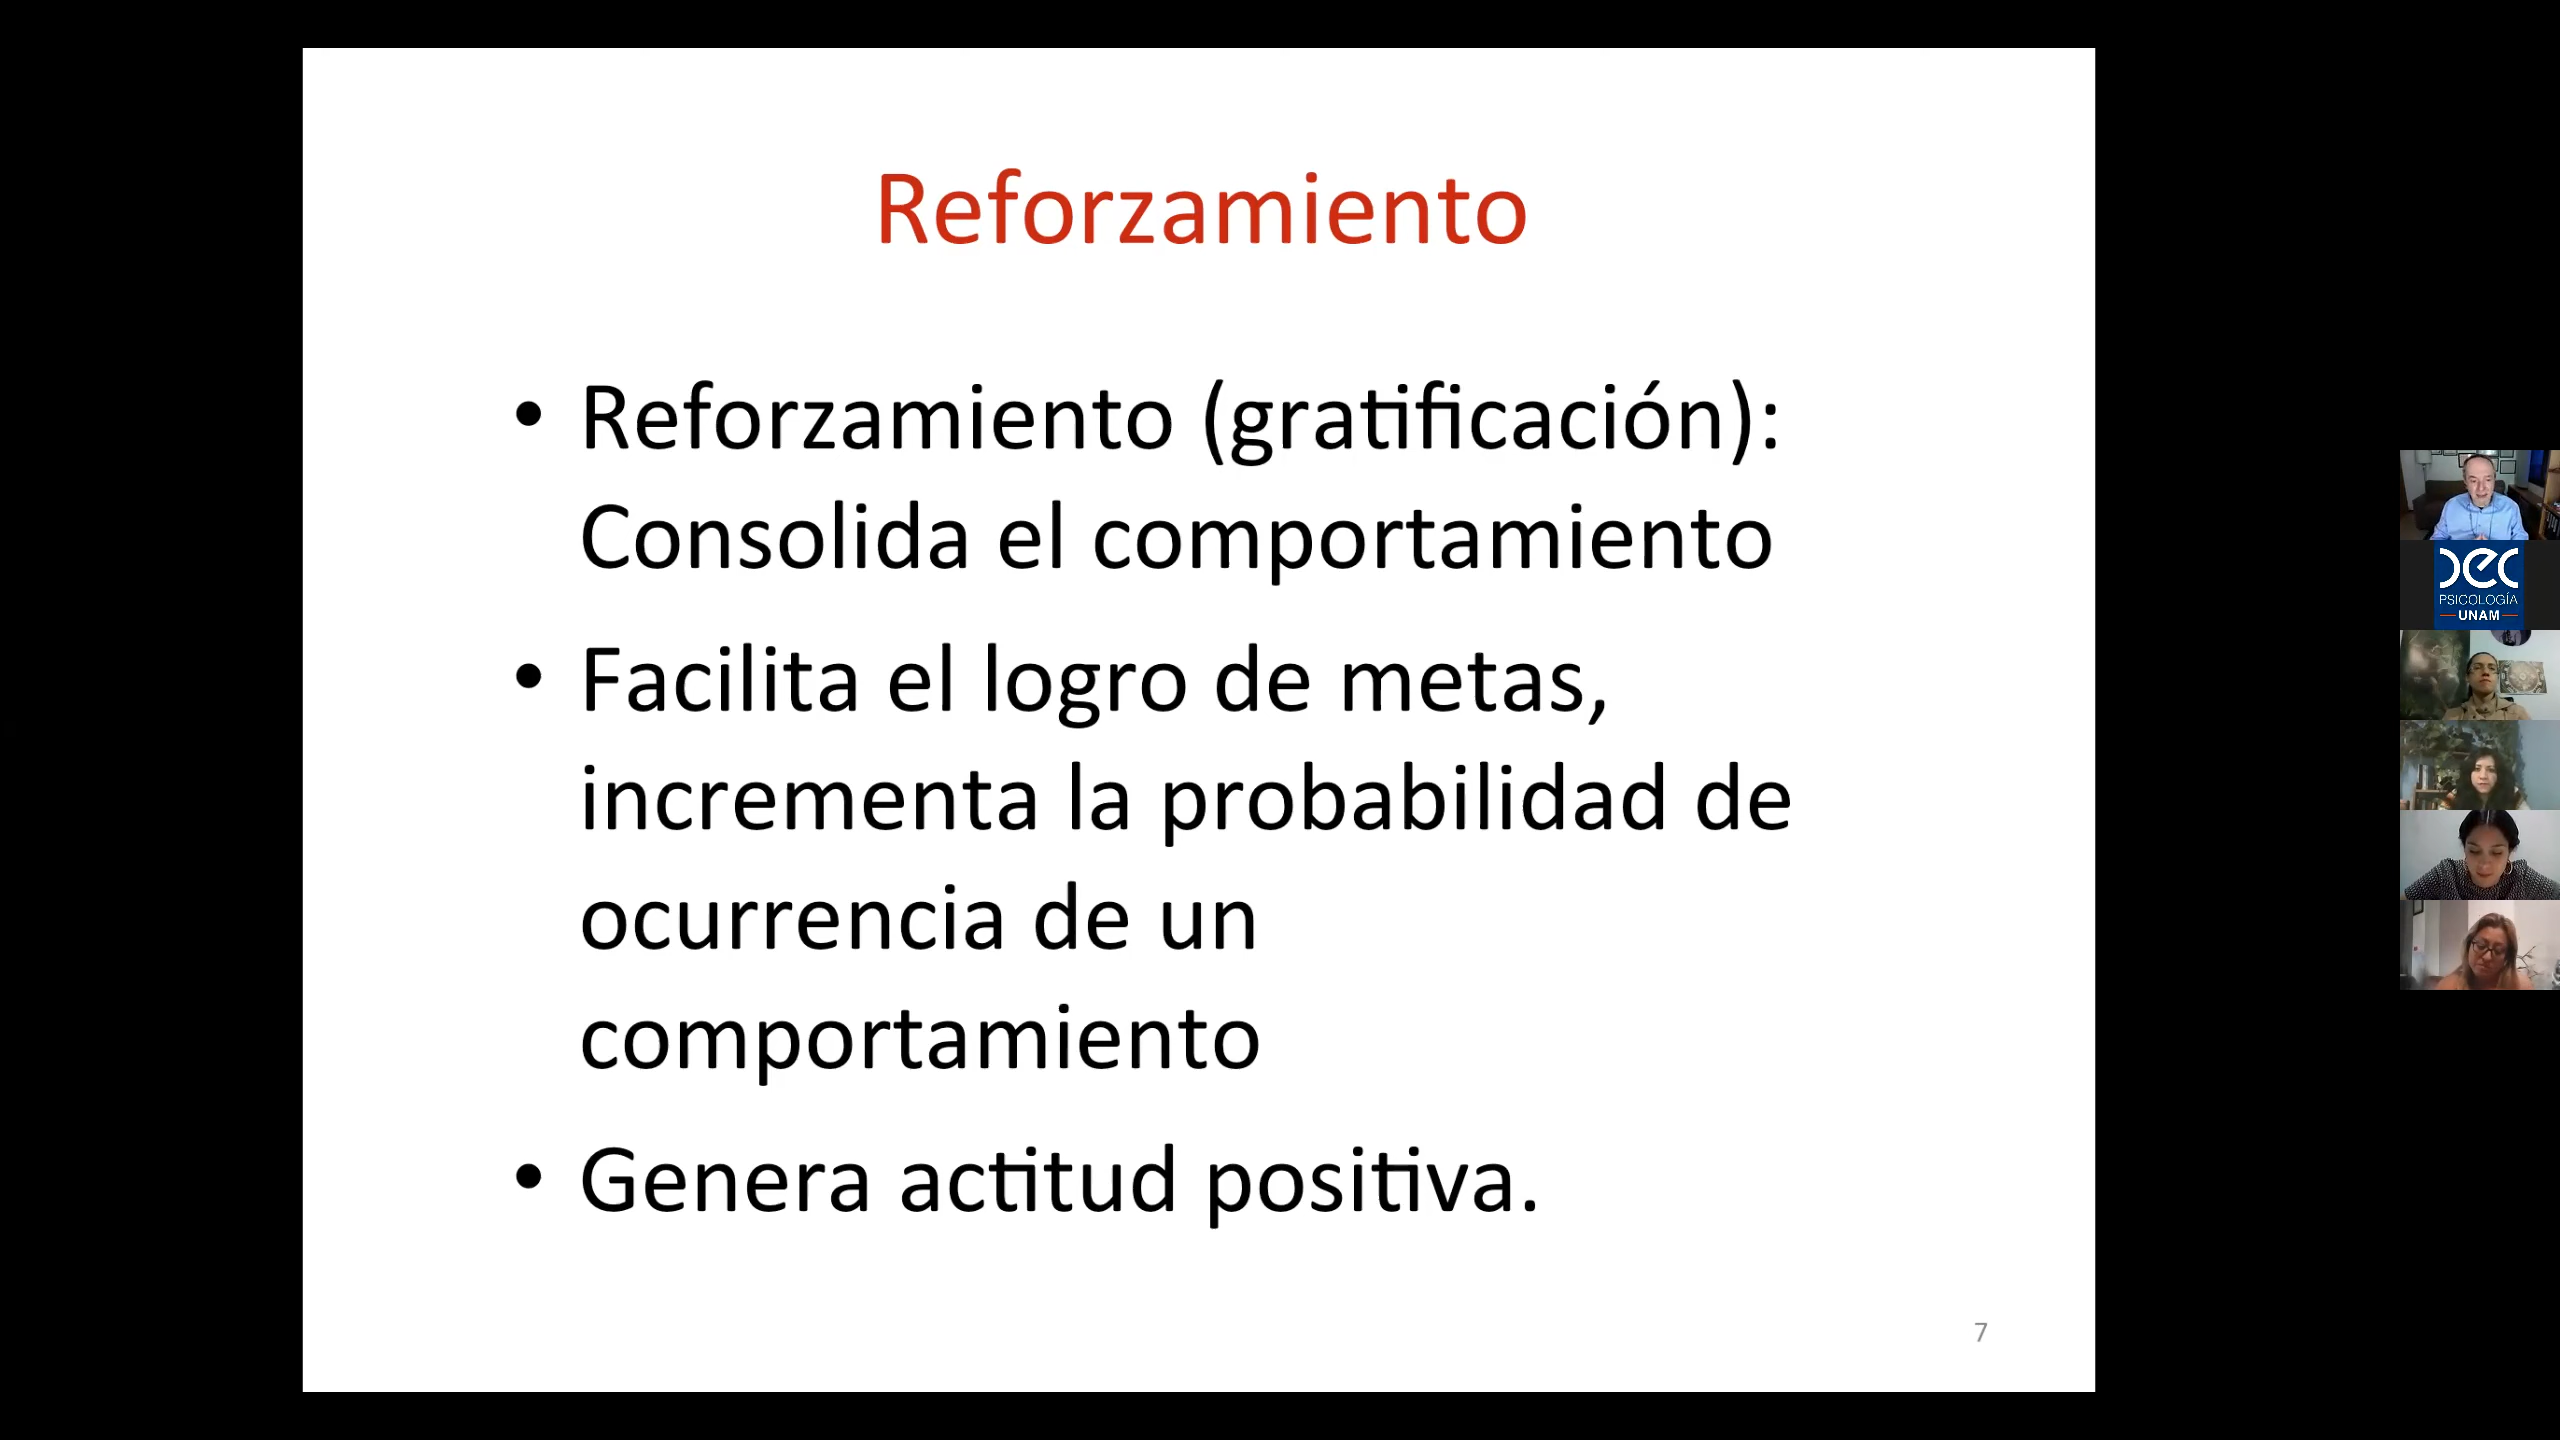 Reforzamiento
• Reforzamiento (gratificación):
Consolida el comportamiento
• Facilita el logro de metas,
incrementa la probabilidad de
ocurrencia de un
comportamiento
• Genera actitud positiva.
7
DEC
PSICOLOGÍA
UNAM